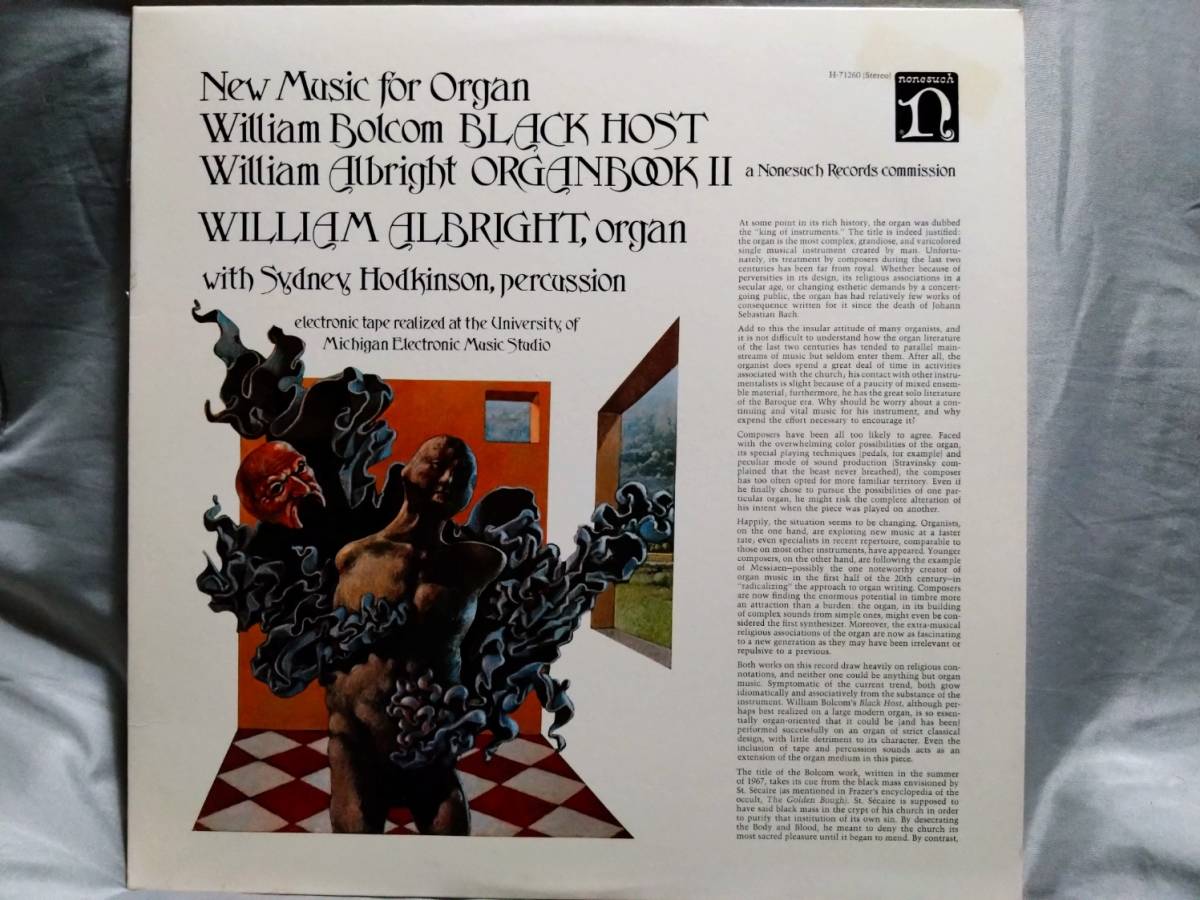 New Music for Organ
William Bolcom BLACK HOST
William Albright ORGANBOOK II
a Nonesuch Records commission
WILLIAM ALBRIGHT, organ
with Sydney Hodkinson, percussion
electronic tape realized at the University of
Michigan Electronic Music Studio
H-71260 (Stereo)
nonesuch
n
At some point in its rich history, the organ was dubbed
the "king of instruments." The title is indeed justified:
the organ is the most complex, grandiose, and varicolored
single musical instrument created by man. Unfortu-
nately, its treatment by composers during the last two
centuries has been far from royal. Whether because of
perversities in its design, its religious associations in a
secular age, or changing esthetic demands by a concert-
going public, the organ has had relatively few works of
consequence written for it since the death of Johann
Sebastian Bach.
Add to this the insular attitude of many organists, and
it is not difficult to understand how the organ literature
of the last two centuries has tended to parallel main-
streams of music but seldom enter them. After all, the
organist does spend a great deal of time in activities
associated with the church; his contact with other instru-
mentalists is slight because of a paucity of mixed ensem-
ble material; furthermore, he has the great solo literature
of the Baroque era. Why should he worry about a con-
tinuing and vital music for his instrument, and why
expend the effort necessary to encourage it?
Composers have been all too likely to agree. Faced
with the overwhelming color possibilities of the organ,
its special playing techniques (pedals, for example) and
peculiar mode of sound production (Stravinsky com-
plained that the beast never breathed), the composer
has too often opted for more familiar territory. Even if
he finally chose to pursue the possibilities of one par-
ticular organ, he might risk the complete alteration of
his intent when the piece was played on another.
Happily, the situation seems to be changing. Organists,
on the one hand, are exploring new music at a faster
rate; even specialists in recent repertoire, comparable to
those on most other instruments, have appeared. Younger
composers, on the other hand, are following the example
of Messiaen—possibly the one noteworthy creator of
organ music in the first half of the 20th century—in
"radicalizing" the approach to organ writing. Composers
are now finding the enormous potential in timbre more
an attraction than a burden: the organ, in its building
of complex sounds from simple ones, might even be con-
sidered the first synthesizer. Moreover, the extra-musical
religious associations of the organ are now as fascinating
to a new generation as they may have been irrelevant or
repulsive to a previous.
Both works on this record draw heavily on religious con-
notations, and neither one could be anything but organ
music. Symptomatic of the current trend, both grow
idiomatically and associatively from the substance of the
instrument. William Bolcom's Black Host, although per-
haps best realized on a large modern organ, is so essen-
tially organ-oriented that it could be (and has been)
performed successfully on an organ of strict classical
design, with little detriment to its character. Even the
inclusion of tape and percussion sounds acts as an
extension of the organ medium in this piece.
The title of the Bolcom work, written in the summer
of 1967, takes its cue from the black mass envisioned by
St. Sécaire (as mentioned in Frazer's encyclopedia of the
occult, The Golden Bough). St. Sécaire is supposed to
have said black mass in the crypt of his church in order
to purify that institution of its own sin. By desecrating
the Body and Blood, he meant to deny the church its
most sacred pleasure until it began to mend. By contrast,